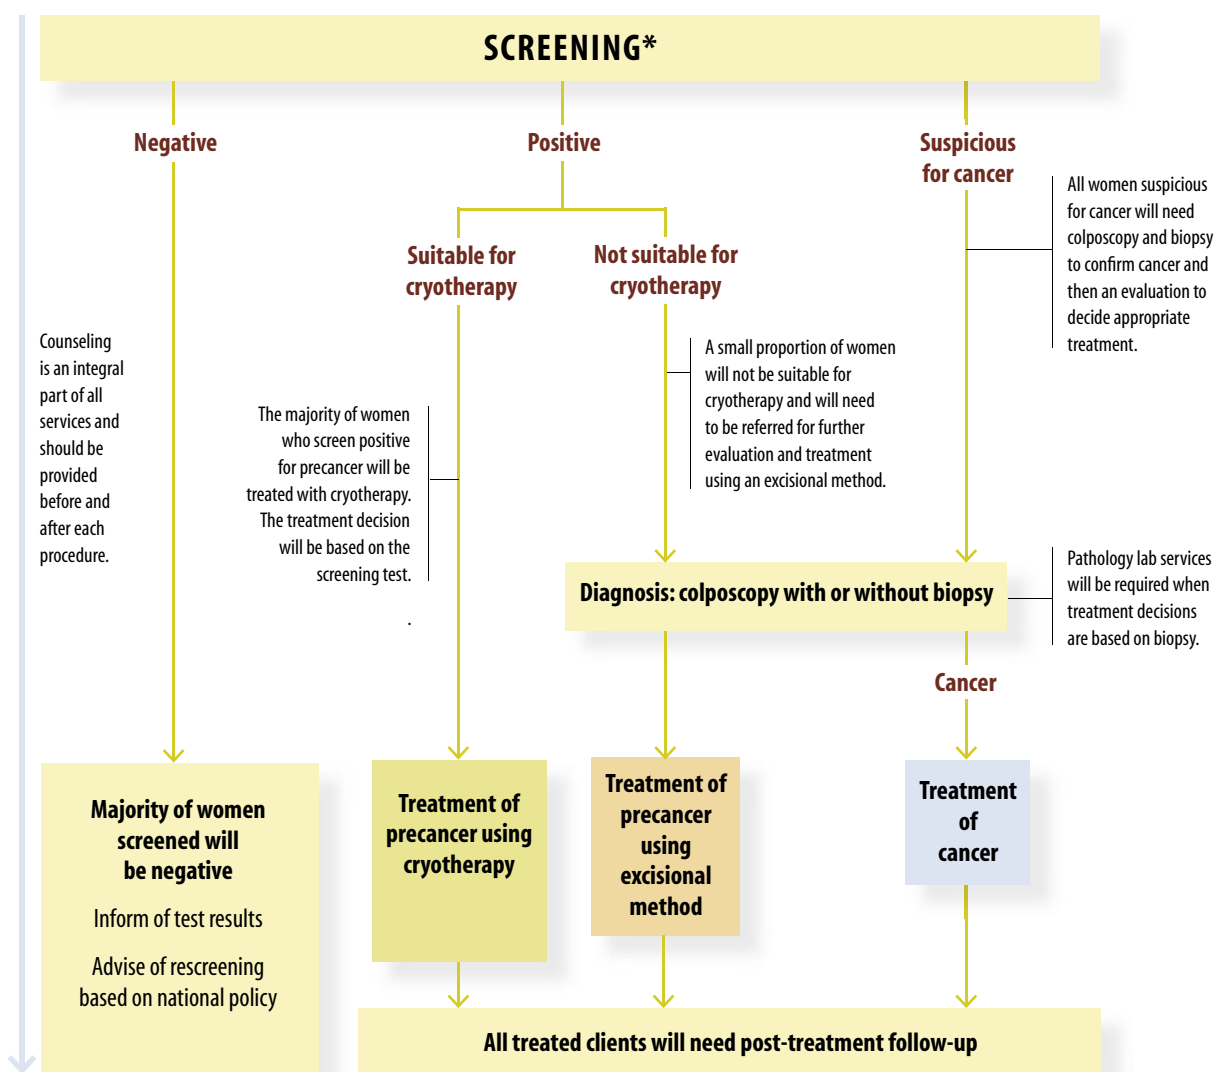 SCREENING*
Negative
Positive
Suspicious
for cancer
All women suspicious
for cancer will need
colposcopy and biopsy
to confirm cancer and
then an evaluation to
decide appropriate
treatment.
Suitable for
cryotherapy
Not suitable for
cryotherapy
Counseling
is an integral
part of all
services and
should be
provided
before and
after each
procedure.
The majority of women
who screen positive
for precancer will be
treated with cryotherapy.
The treatment decision
will be based on the
screening test.
.
A small proportion of women
will not be suitable for
cryotherapy and will need
to be referred for further
evaluation and treatment
using an excisional method.
Diagnosis: colposcopy with or without biopsy
Pathology lab services
will be required when
treatment decisions
are based on biopsy.
Cancer
Majority of women
screened will
be negative
Inform of test results
Advise of rescreening
based on national policy
Treatment of
precancer using
cryotherapy
Treatment of
precancer
using
excisional
method
Treatment
of
cancer
All treated clients will need post-treatment follow-up